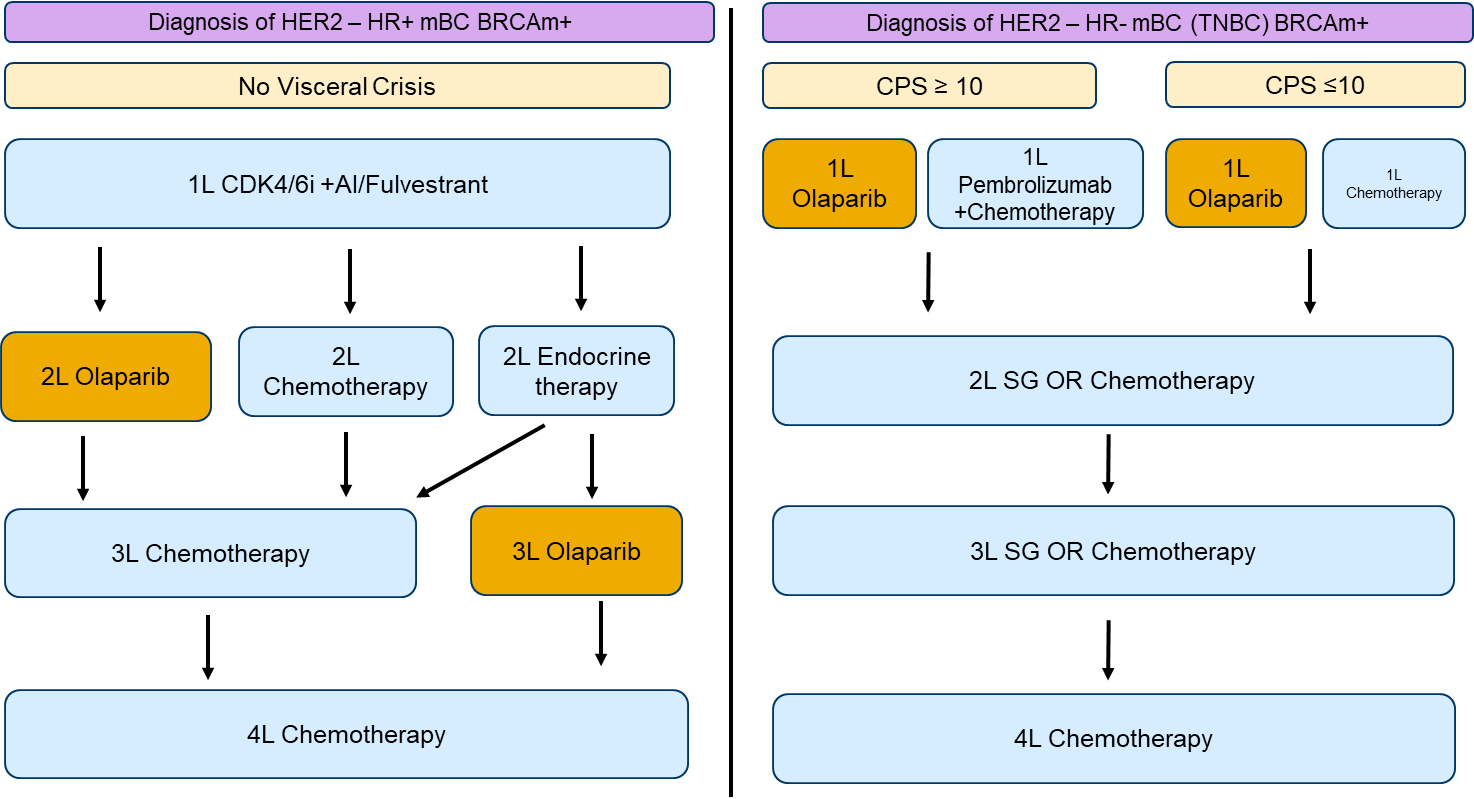 Diagnosis of HER2 – HR+ mBC BRCAm+
No Visceral Crisis
1L CDK4/6i +AI/Fulvestrant
2L Olaparib
2L
Chemotherapy
2L Endocrine
therapy
3L Chemotherapy
3L Olaparib
4L Chemotherapy
Diagnosis of HER2 – HR- mBC (TNBC) BRCAm+
CPS ≥ 10
CPS ≤10
1L
Olaparib
1L
Pembrolizumab
+Chemotherapy
1L
Olaparib
1L
Chemotherapy
2L SG OR Chemotherapy
3L SG OR Chemotherapy
4L Chemotherapy